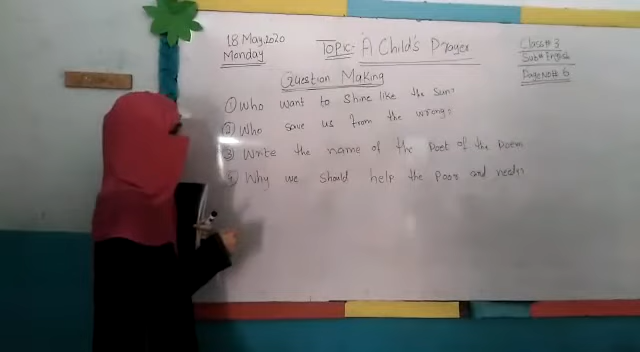 18 May, 2020
Monday
Topic: A Child's Prayer
Class# 3
Sub# English
Page No# 6
Question Making
① Who want to shine like the sun?
② Who save us from the wrong?
③ Write the name of the poet of the poem
④ Why we should help the poor and needy?